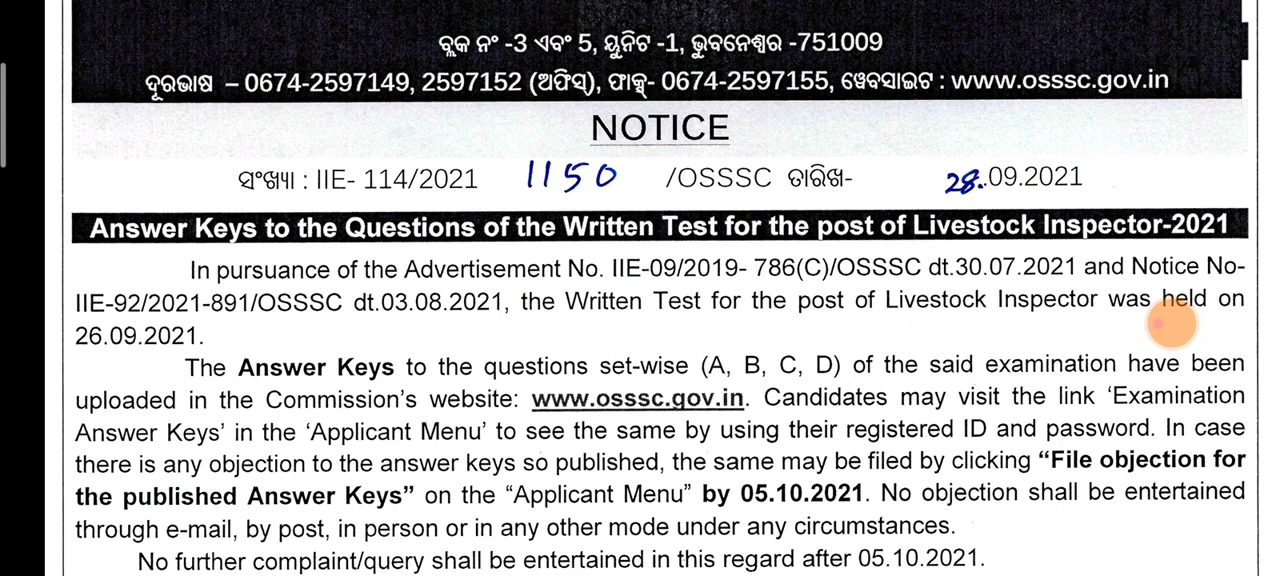 ବ୍ଲକ ନଂ -3 ଏବଂ 5, ୟୁନିଟ -1, ଭୁବନେଶ୍ୱର -751009
ଦୂରଭାଷ – 0674-2597149, 2597152 (ଅଫିସ୍), ଫାକ୍ସ- 0674-2597155, ୱେବସାଇଟ : www.osssc.gov.in
NOTICE
ସଂଖ୍ୟା : IIE- 114/2021 1150 /OSSSC ତାରିଖ- 28.09.2021
Answer Keys to the Questions of the Written Test for the post of Livestock Inspector-2021
In pursuance of the Advertisement No. IIE-09/2019- 786(C)/OSSSC dt.30.07.2021 and Notice No-
IIE-92/2021-891/OSSSC dt.03.08.2021, the Written Test for the post of Livestock Inspector was held on
26.09.2021.
The Answer Keys to the questions set-wise (A, B, C, D) of the said examination have been
uploaded in the Commission's website: www.osssc.gov.in. Candidates may visit the link ‘Examination
Answer Keys’ in the ‘Applicant Menu’ to see the same by using their registered ID and password. In case
there is any objection to the answer keys so published, the same may be filed by clicking “File objection for
the published Answer Keys” on the “Applicant Menu” by 05.10.2021. No objection shall be entertained
through e-mail, by post, in person or in any other mode under any circumstances.
No further complaint/query shall be entertained in this regard after 05.10.2021.